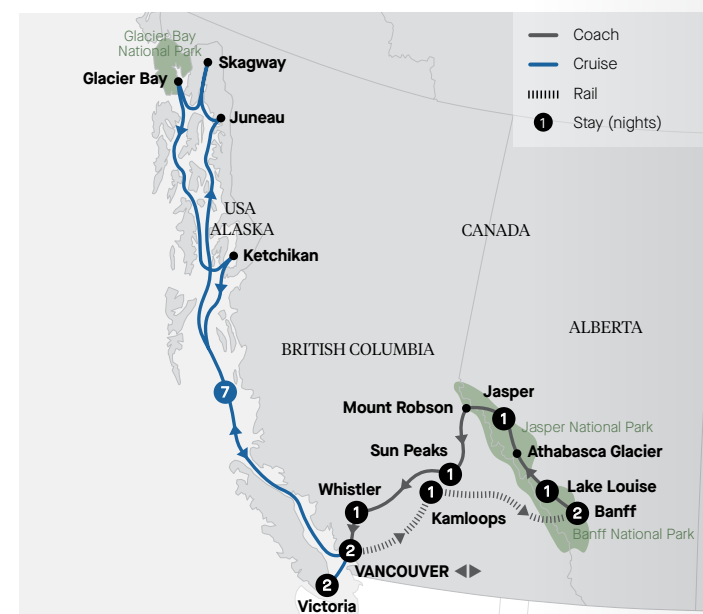 Coach
Cruise
Rail
1 Stay (nights)
Glacier Bay
National Park
Skagway
Glacier Bay
Juneau
USA
ALASKA
CANADA
Ketchikan
ALBERTA
BRITISH COLUMBIA
7
Jasper
Mount Robson
1
Jasper National Park
Sun Peaks
Athabasca Glacier
1
Whistler
1
1
Lake Louise
1
Kamloops
2
Banff
Banff National Park
2
VANCOUVER
2
Victoria